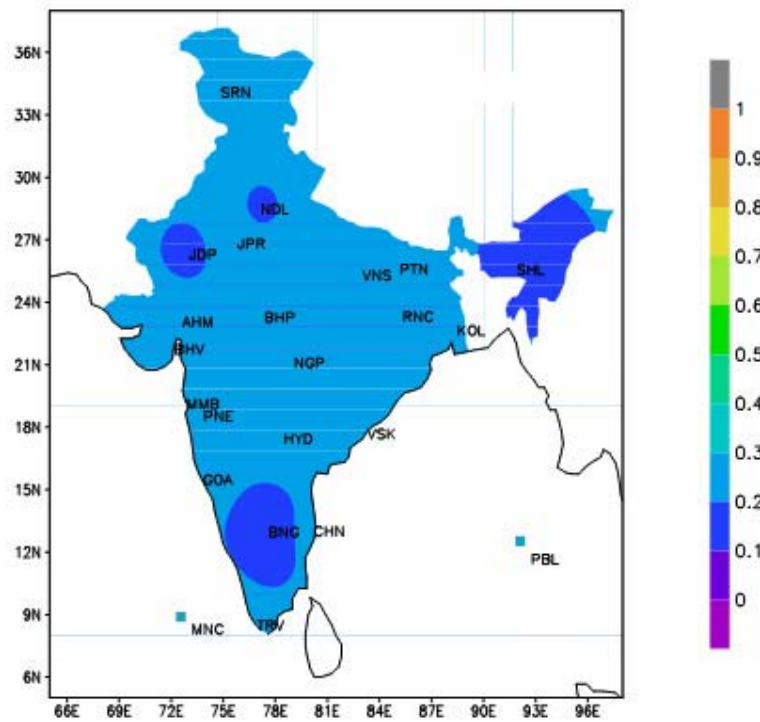 36N
33N
30N
27N
24N
21N
18N
15N
12N
9N
6N
SRN
NDL
JDP
JPR
VNS
PTN
SHL
AHM
BHP
RNC
KOL
BHV
NGP
MMB
PNE
HYD
VSK
GOA
BNG
CHN
PBL
MNC
TRV
66E 69E 72E 75E 78E 81E 84E 87E 90E 93E 96E
1
0.9
0.8
0.7
0.6
0.5
0.4
0.3
0.2
0.1
0